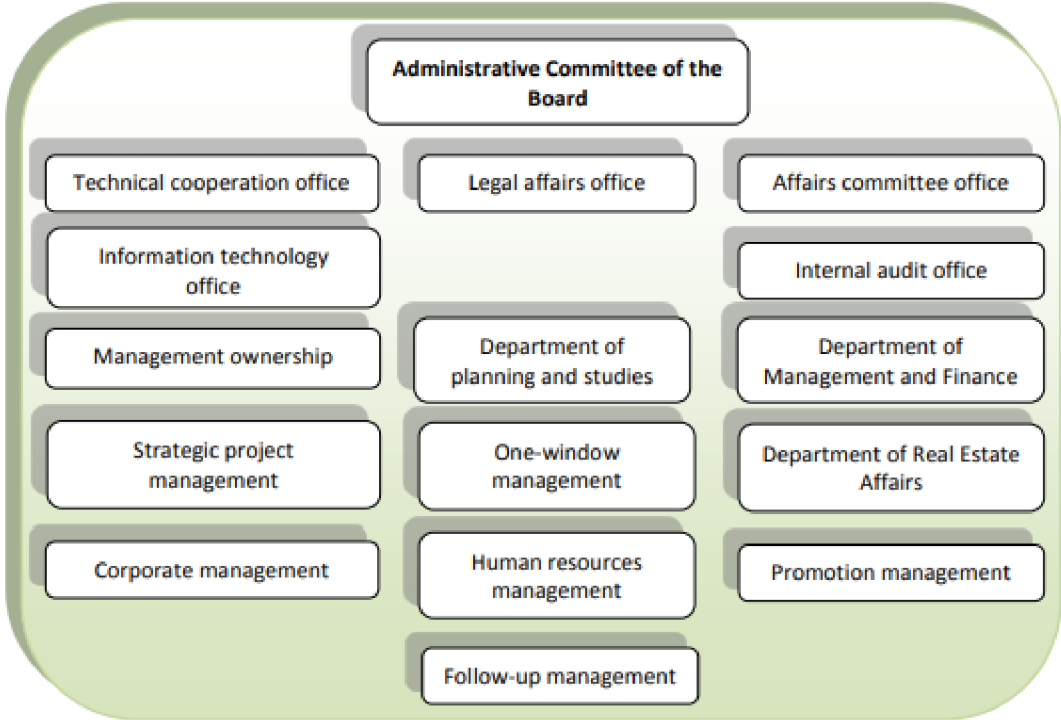 Administrative Committee of the
Board
Technical cooperation office
Legal affairs office
Affairs committee office
Information technology
office
Internal audit office
Management ownership
Department of
planning and studies
Department of
Management and Finance
Strategic project
management
One-window
management
Department of Real Estate
Affairs
Corporate management
Human resources
management
Promotion management
Follow-up management